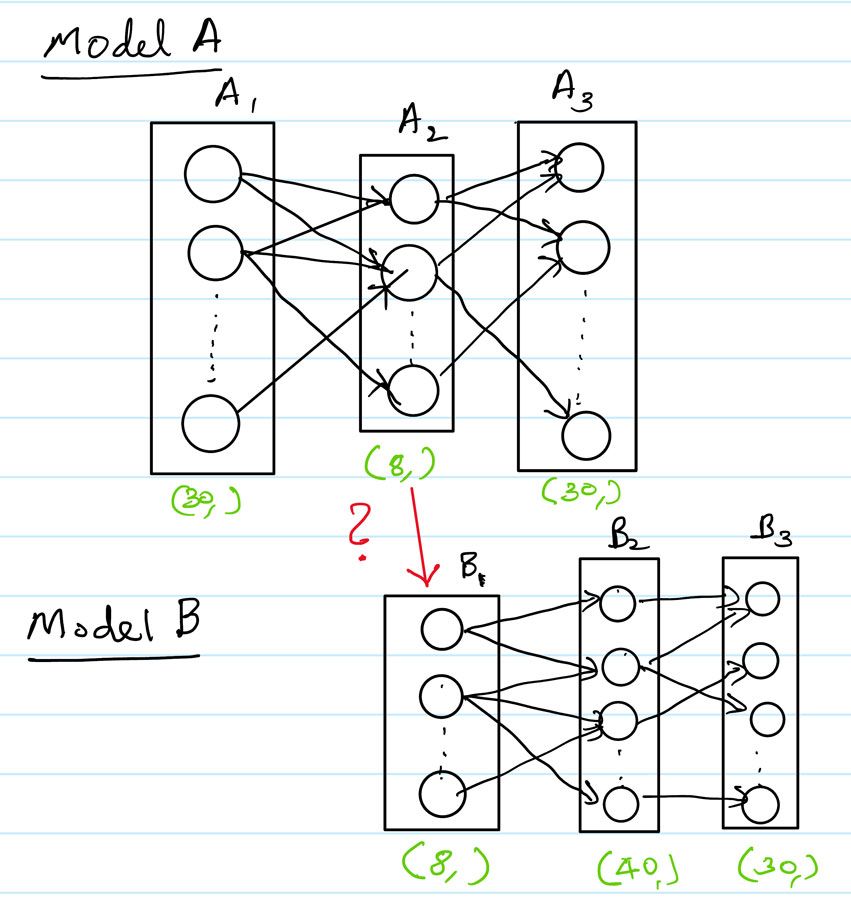 Model A
A1
A2
A3
(30,)
(8,)
(30,)
?
Model B
B1
B2
B3
(8,)
(40,)
(30,)